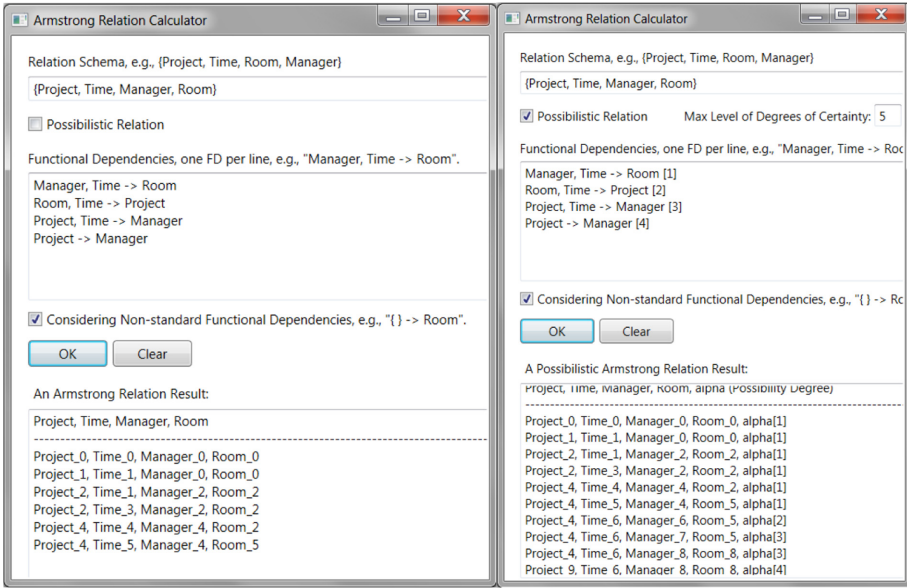 Armstrong Relation Calculator
Relation Schema, e.g., {Project, Time, Room, Manager}
{Project, Time, Manager, Room}
Possibilistic Relation
Functional Dependencies, one FD per line, e.g., "Manager, Time -> Room".
Manager, Time -> Room
Room, Time -> Project
Project, Time -> Manager
Project -> Manager
Considering Non-standard Functional Dependencies, e.g., "{ } -> Room".
OK Clear
An Armstrong Relation Result:
Project, Time, Manager, Room
--------------------------------------------------------------------------------
Project_0, Time_0, Manager_0, Room_0
Project_1, Time_1, Manager_0, Room_0
Project_2, Time_1, Manager_2, Room_2
Project_2, Time_3, Manager_2, Room_2
Project_4, Time_4, Manager_4, Room_2
Project_4, Time_5, Manager_4, Room_5
Armstrong Relation Calculator
Relation Schema, e.g., {Project, Time, Room, Manager}
{Project, Time, Manager, Room}
Possibilistic Relation Max Level of Degrees of Certainty: 5
Functional Dependencies, one FD per line, e.g., "Manager, Time -> Roo
Manager, Time -> Room [1]
Room, Time -> Project [2]
Project, Time -> Manager [3]
Project -> Manager [4]
Considering Non-standard Functional Dependencies, e.g., "{ } -> Ro
OK Clear
A Possibilistic Armstrong Relation Result:
Project, Time, Manager, Room, alpha (Possibility Degree)
--------------------------------------------------------------------------------
Project_0, Time_0, Manager_0, Room_0, alpha[1]
Project_1, Time_1, Manager_0, Room_0, alpha[1]
Project_2, Time_1, Manager_2, Room_2, alpha[1]
Project_2, Time_3, Manager_2, Room_2, alpha[1]
Project_4, Time_4, Manager_4, Room_2, alpha[1]
Project_4, Time_5, Manager_4, Room_5, alpha[1]
Project_4, Time_6, Manager_6, Room_5, alpha[2]
Project_4, Time_6, Manager_7, Room_5, alpha[3]
Project_4, Time_6, Manager_8, Room_8, alpha[3]
Project_9, Time_6, Manager_8, Room_8, alpha[4]